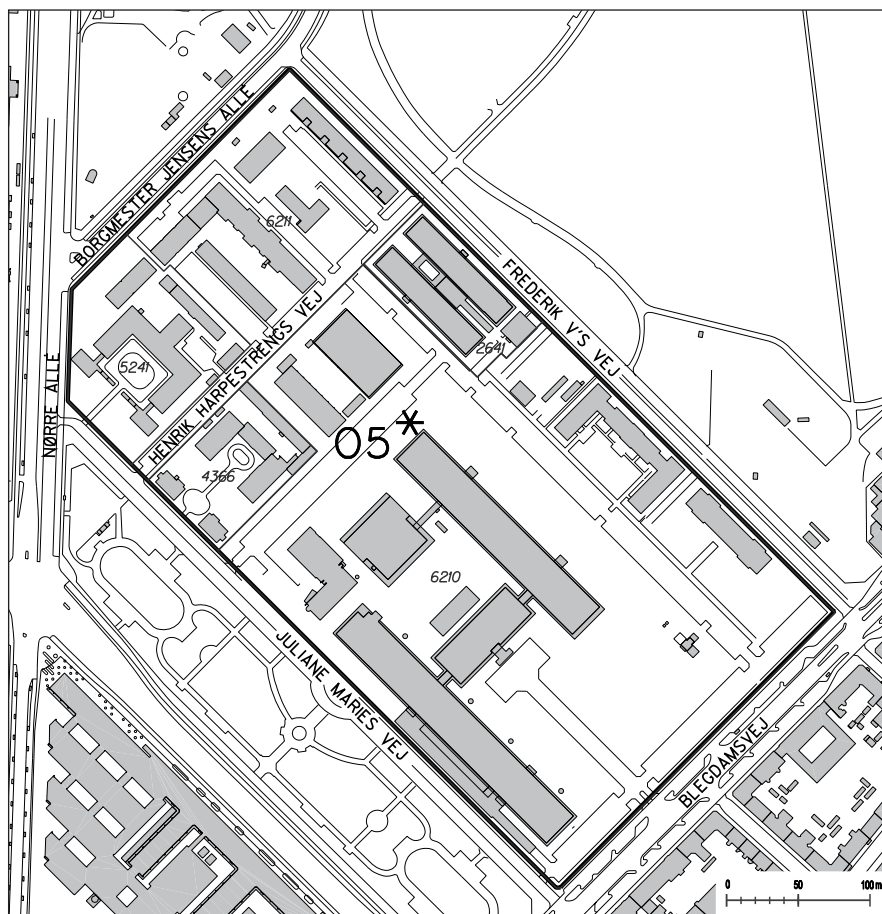 BORGMESTER JENSENS ALLÉ
6211
HENRIK HARPESTRENGS VEJ
FREDERIK V'S VEJ
2641
5241
NØRRE ALLÉ
05*
4366
6210
JULIANE MARIES VEJ
BLEGDAMSVEJ
0 50 100 m